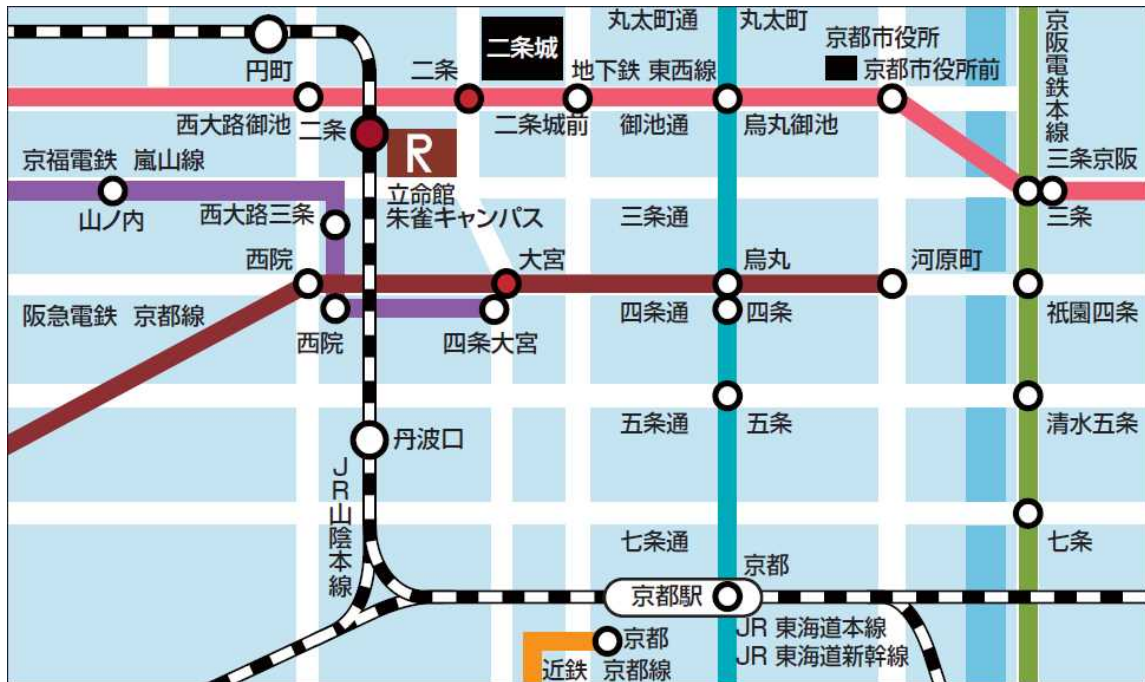 丸太町通
丸太町
京都市役所
京都市役所前
京阪電鉄本線
円町
二条
二条城
地下鉄 東西線
西大路御池
二条
二条城前
御池通
烏丸御池
R
立命館
朱雀キャンパス
京福電鉄 嵐山線
山ノ内
西大路三条
三条通
三条京阪
三条
西院
大宮
烏丸
河原町
阪急電鉄 京都線
西院
四条大宮
四条通
四条
祇園四条
五条通
五条
清水五条
丹波口
JR山陰本線
七条通
七条
京都
京都駅
JR 東海道本線
JR 東海道新幹線
京都
近鉄 京都線